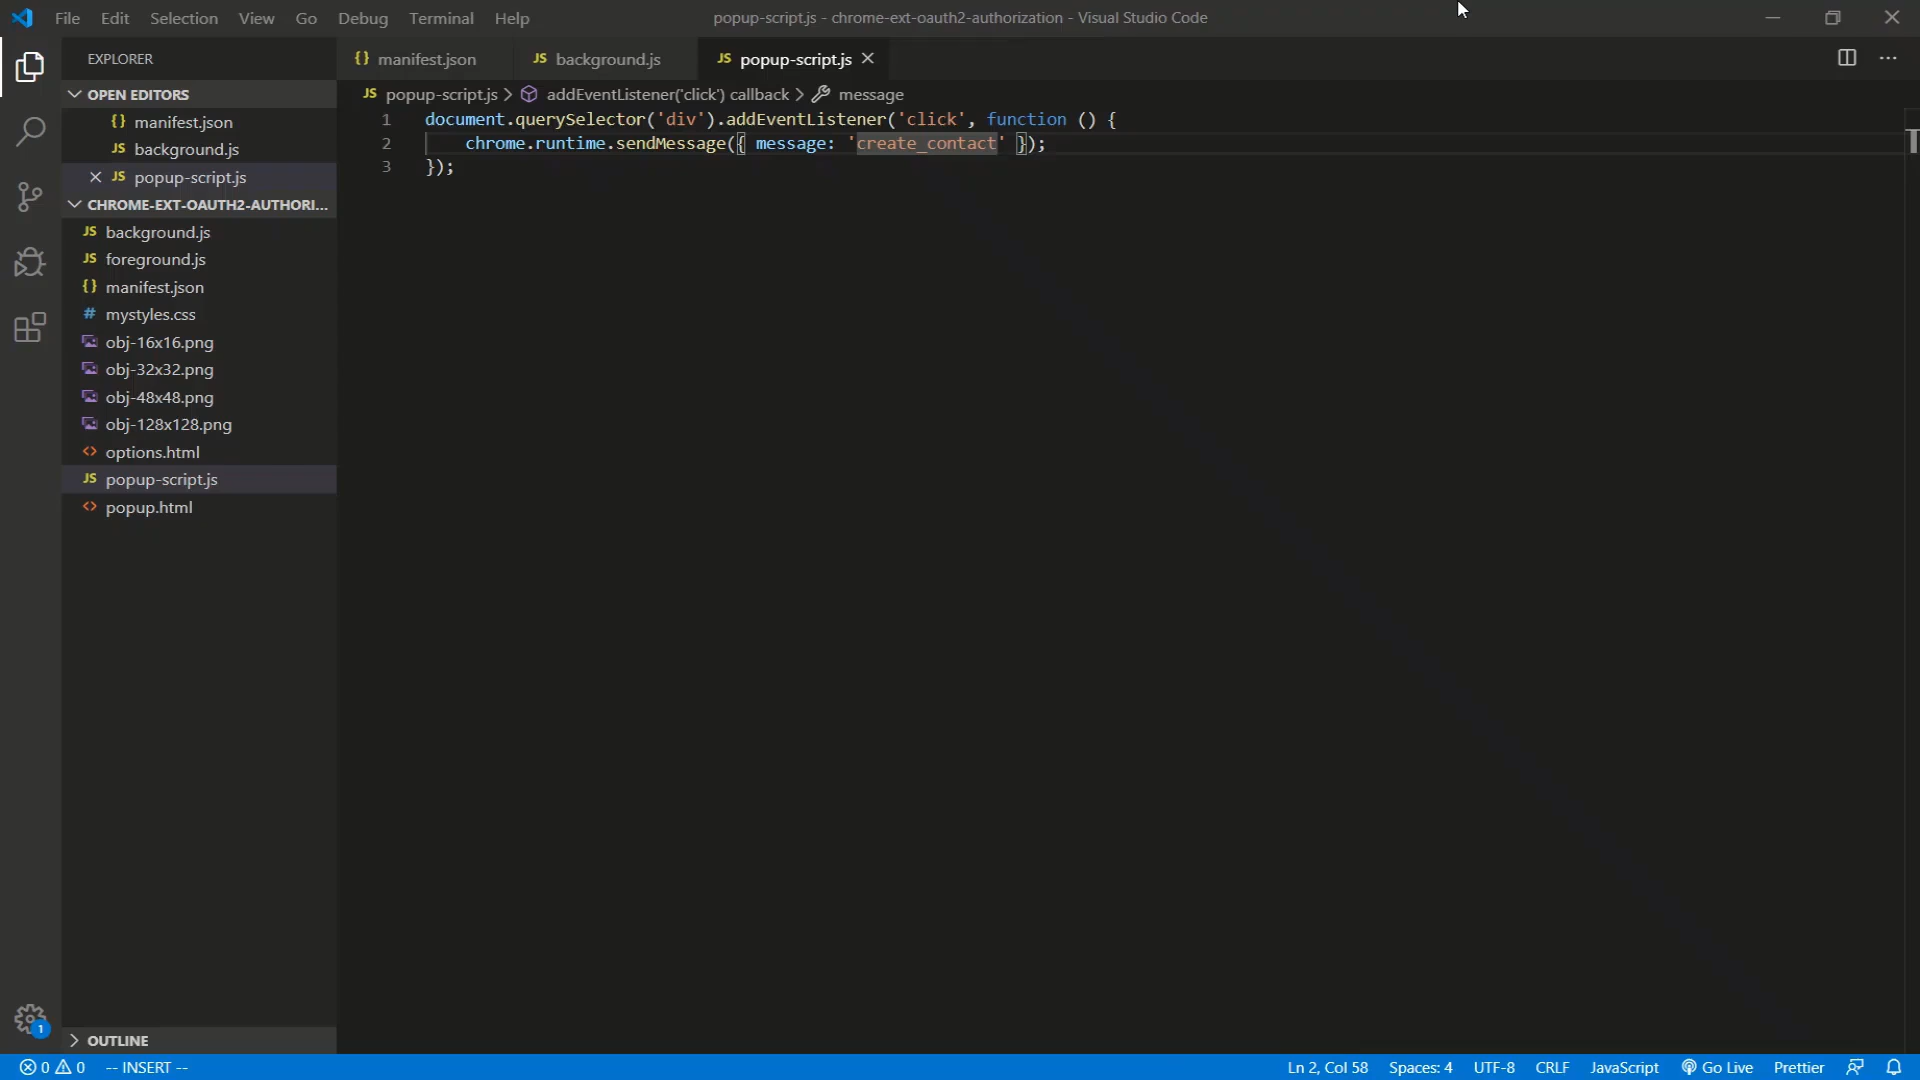 File Edit Selection View Go Debug Terminal Help popup-script.js - chrome-ext-oauth2-authorization - Visual Studio Code
EXPLORER
{} manifest.json JS background.js JS popup-script.js
OPEN EDITORS
{} manifest.json
JS background.js
JS popup-script.js
CHROME-EXT-OAUTH2-AUTHORI...
JS background.js
JS foreground.js
{} manifest.json
# mystyles.css
obj-16x16.png
obj-32x32.png
obj-48x48.png
obj-128x128.png
<> options.html
JS popup-script.js
<> popup.html
OUTLINE
JS popup-script.js > addEventListener('click') callback > message
1 document.querySelector('div').addEventListener('click', function () {
2 chrome.runtime.sendMessage({ message: 'create_contact' });
3 });
1
0 0 -- INSERT -- Ln 2, Col 58 Spaces: 4 UTF-8 CRLF JavaScript Go Live Prettier